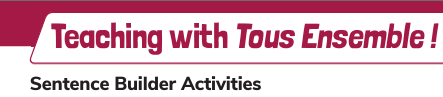 Teaching with Tous Ensemble !
Sentence Builder Activities